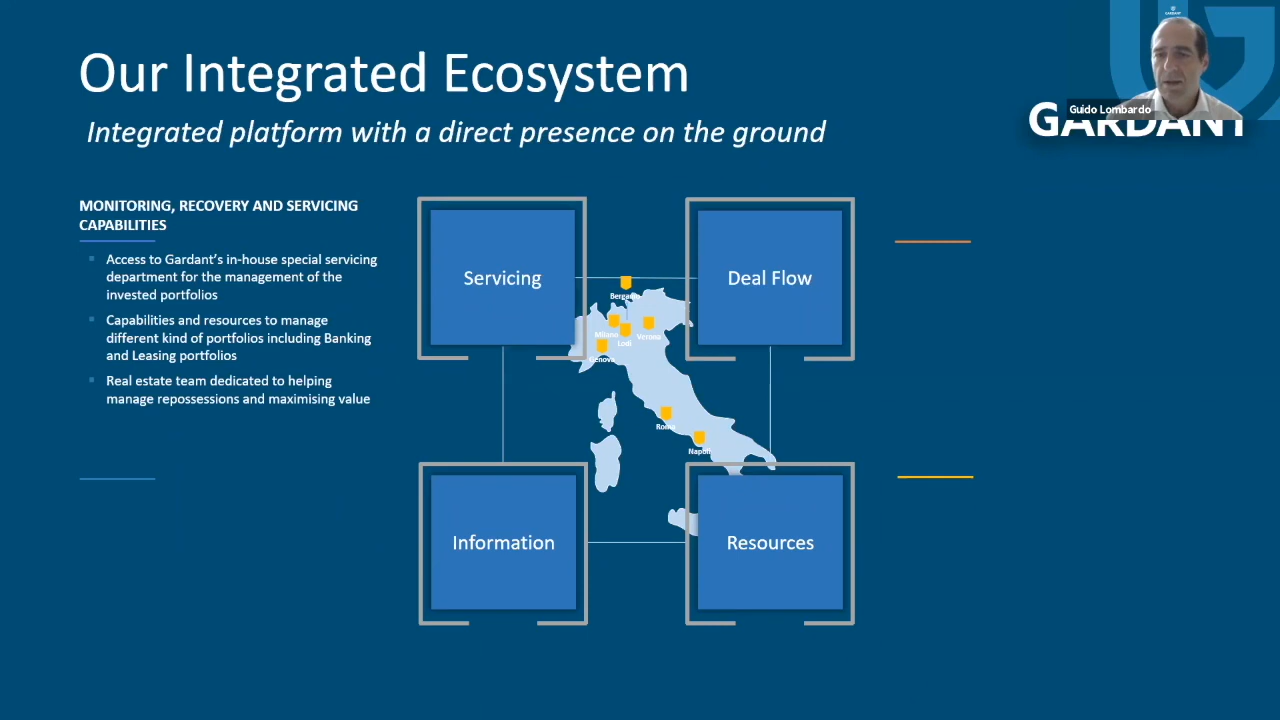 GARDANT
Our Integrated Ecosystem
Integrated platform with a direct presence on the ground
Guido Lombardo
GARDANT
MONITORING, RECOVERY AND SERVICING
CAPABILITIES
Access to Gardant's in-house special servicing
department for the management of the
invested portfolios
Capabilities and resources to manage
different kind of portfolios including Banking
and Leasing portfolios
Real estate team dedicated to helping
manage repossessions and maximising value
Servicing
Deal Flow
Bergamo
Milano
Lodi
Verona
Genova
Roma
Napoli
Information
Resources